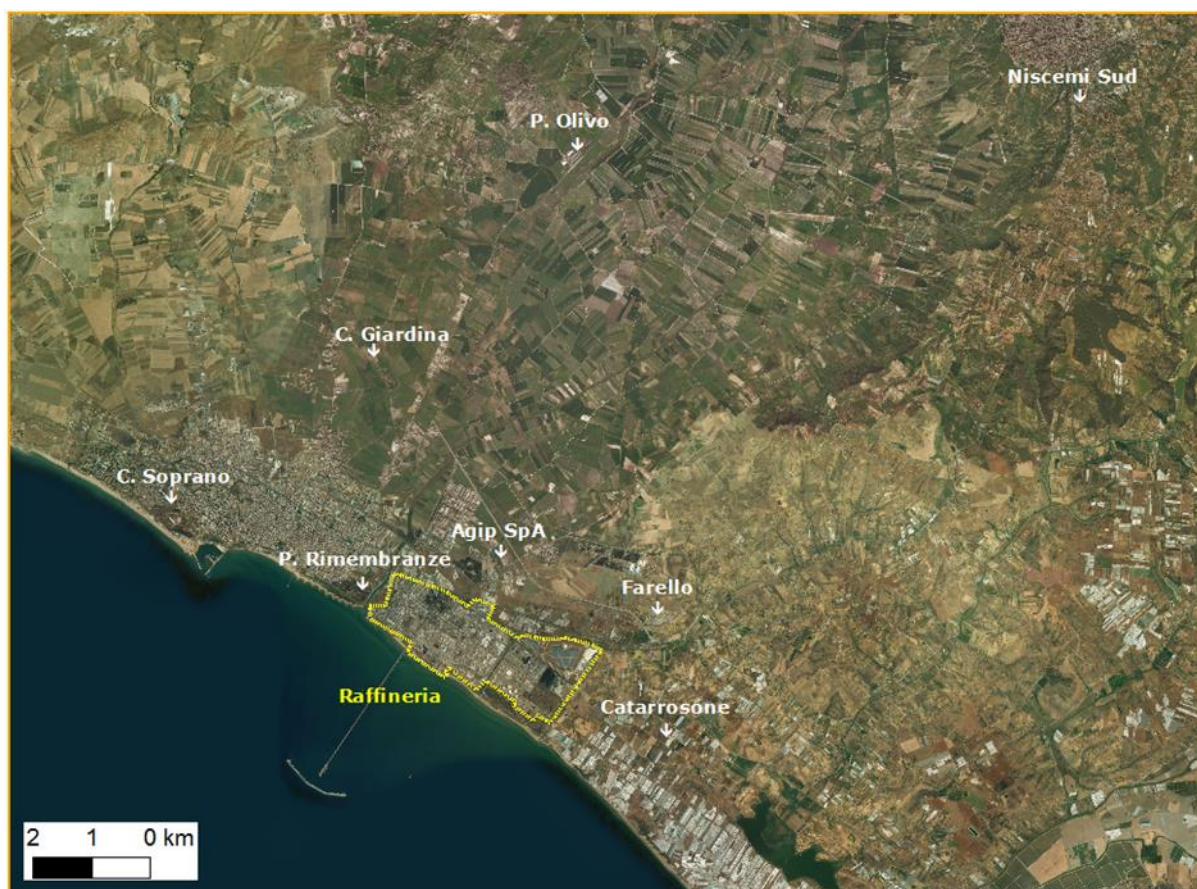 Niscemi Sud
P. Olivo
C. Giardina
C. Soprano
Agip SpA
P. Rimembranze
Farello
Raffineria
Catarrosone
2 1 0 km